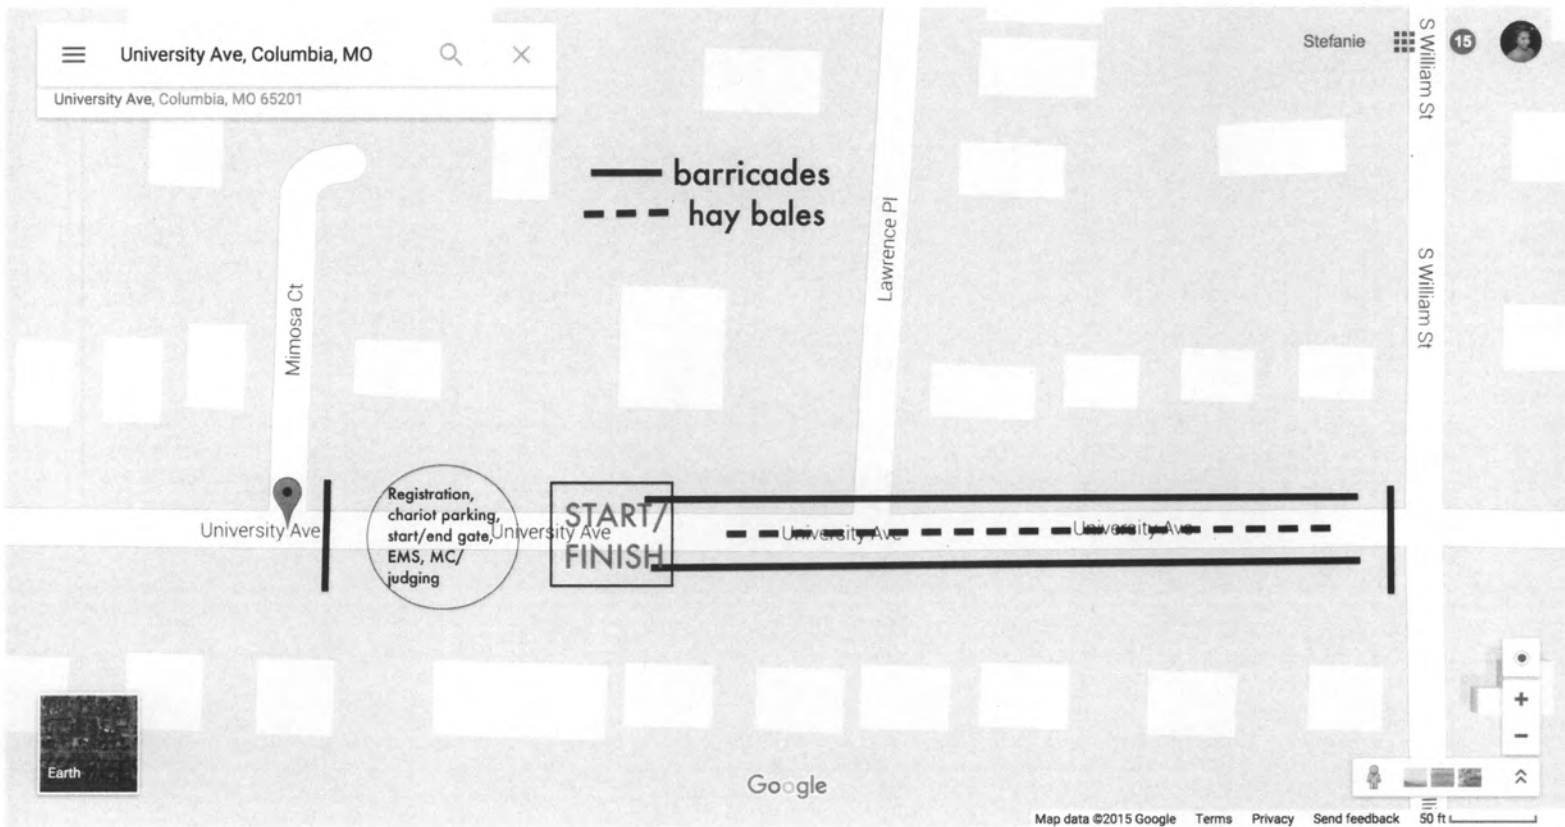 University Ave, Columbia, MO
University Ave, Columbia, MO 65201
Stefanie
15
S William St
barricades
hay bales
Lawrence Pl
S William St
Mimosa Ct
Registration,
chariot parking,
start/end gate,
EMS, MC/
judging
START/
FINISH
University Ave
University Ave
University Ave
University Ave
Earth
Google
Map data ©2015 Google Terms Privacy Send feedback 50 ft